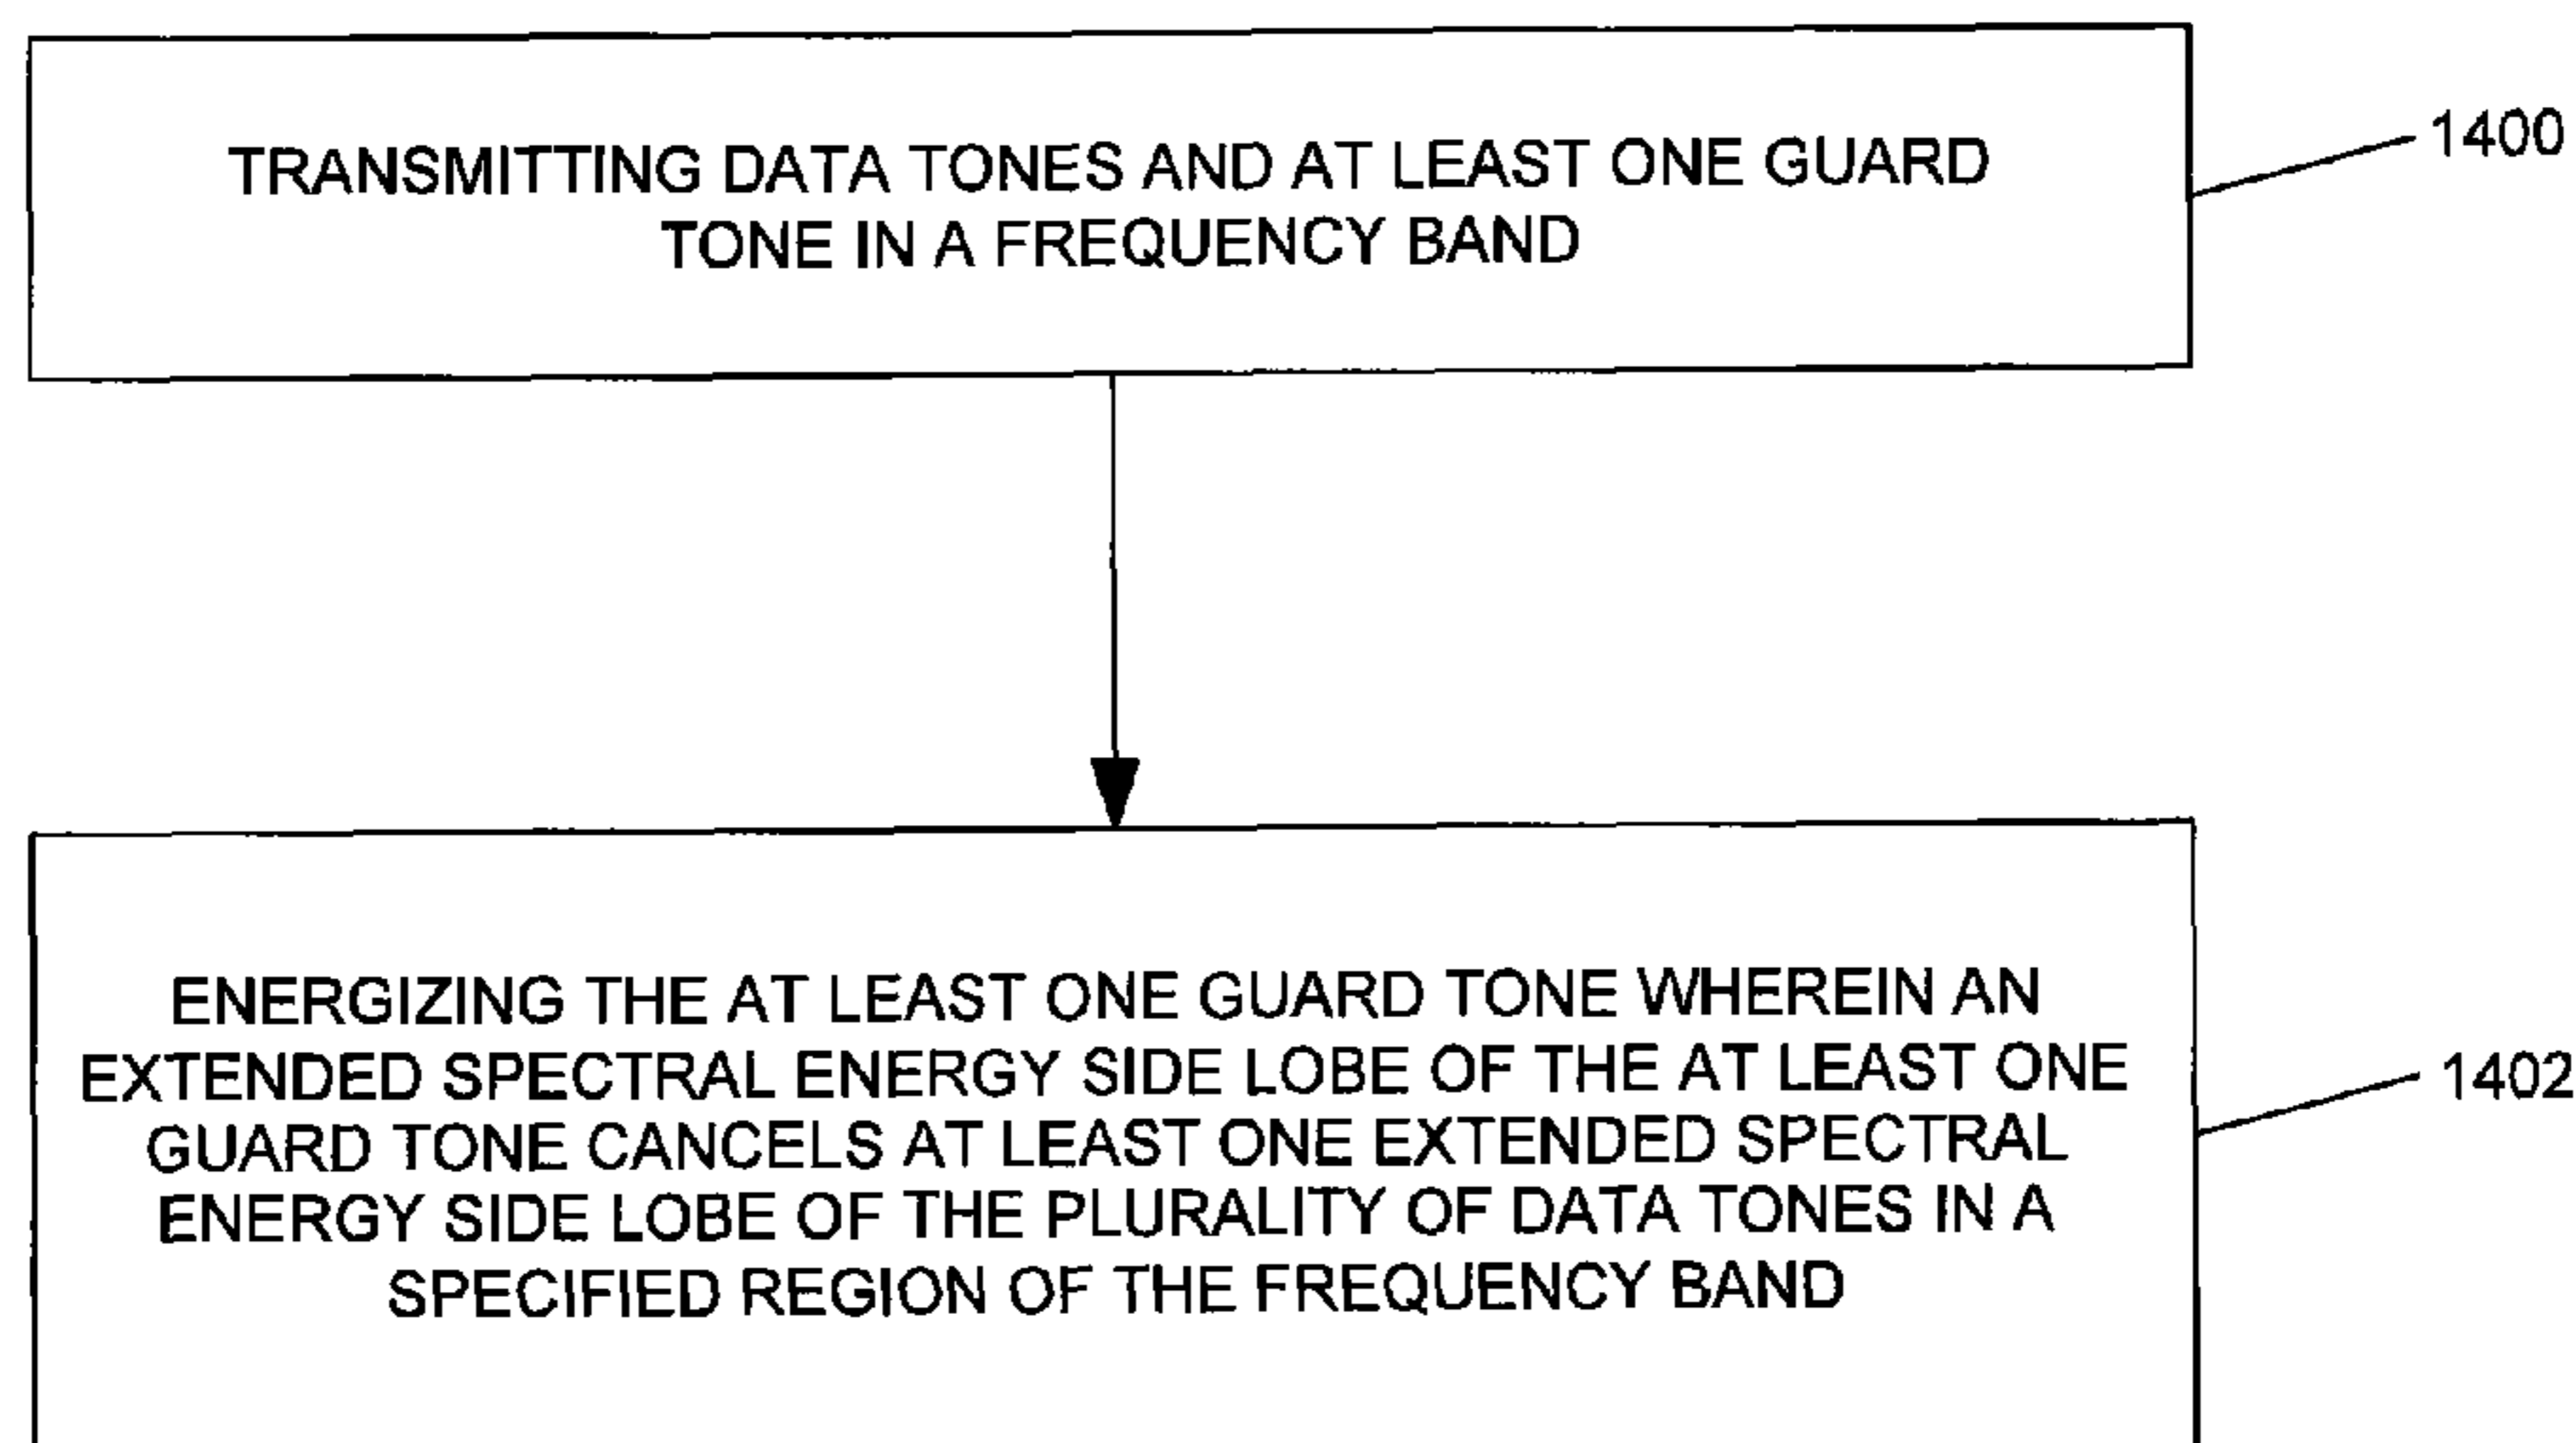 TRANSMITTING DATA TONES AND AT LEAST ONE GUARD
TONE IN A FREQUENCY BAND
1400
ENERGIZING THE AT LEAST ONE GUARD TONE WHEREIN AN
EXTENDED SPECTRAL ENERGY SIDE LOBE OF THE AT LEAST ONE
GUARD TONE CANCELS AT LEAST ONE EXTENDED SPECTRAL
ENERGY SIDE LOBE OF THE PLURALITY OF DATA TONES IN A
SPECIFIED REGION OF THE FREQUENCY BAND
1402